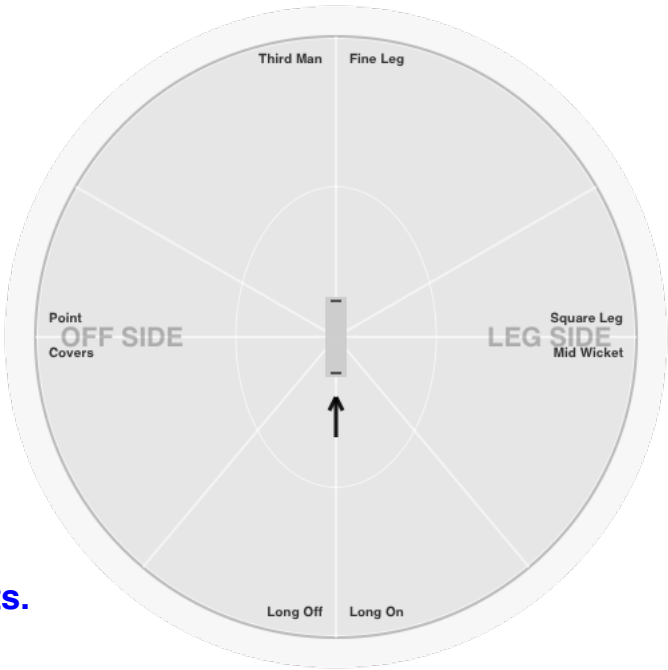 Third Man Fine Leg
Point Square Leg
OFF SIDE LEG SIDE
Covers Mid Wicket
s.
Long Off Long On